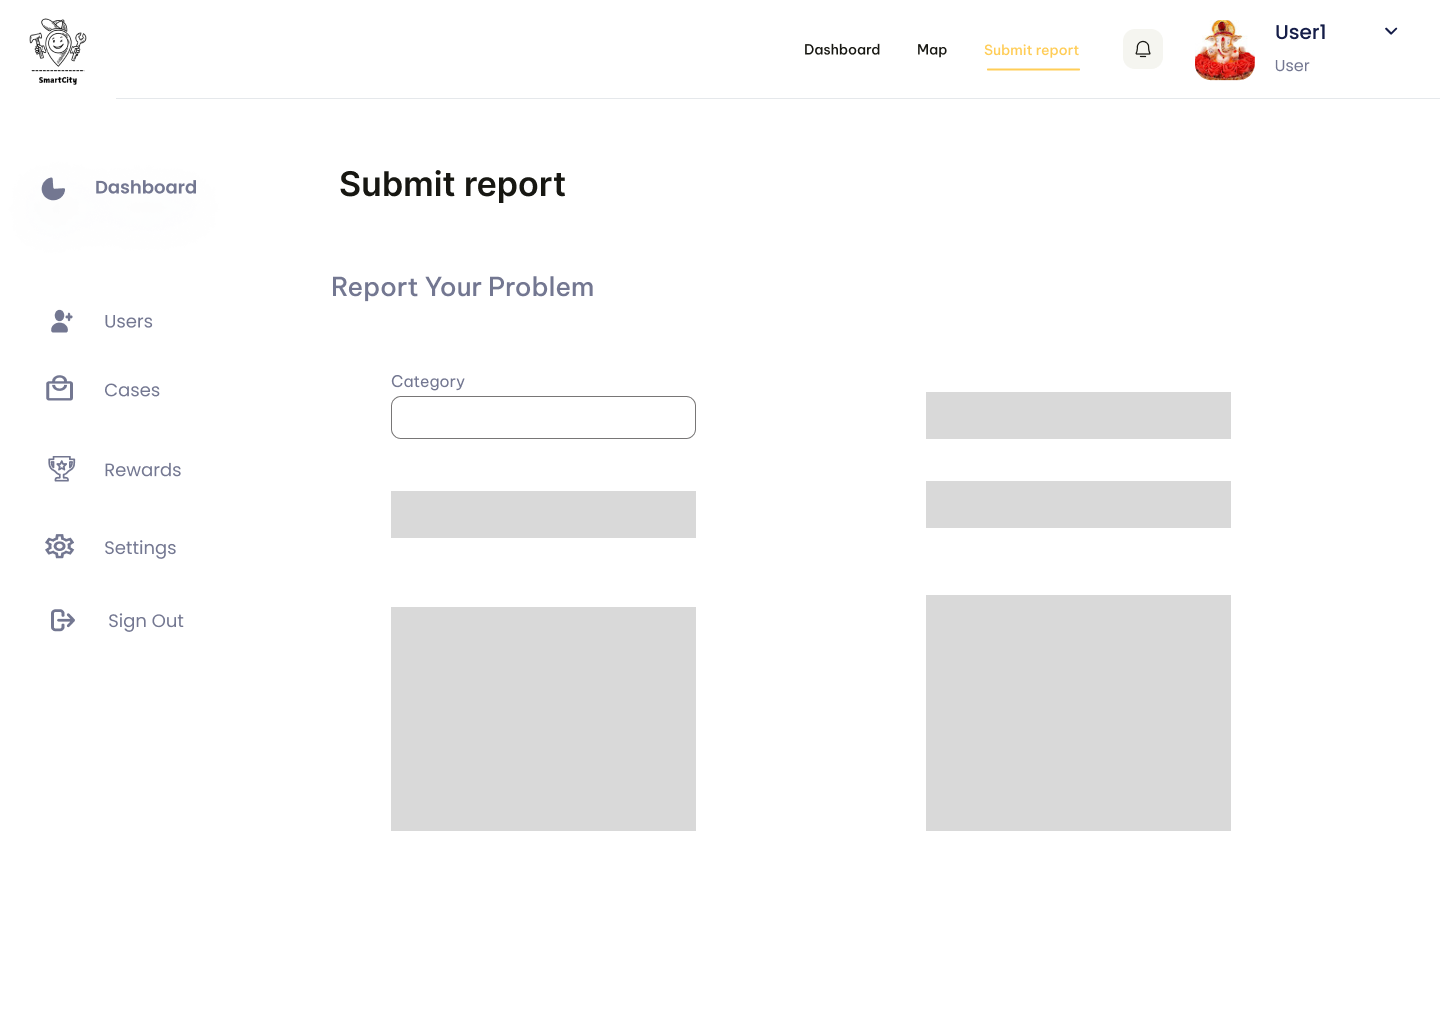 SmartCity
Dashboard
Map
Submit report
User1
User
Dashboard
Submit report
Report Your Problem
Users
Cases
Rewards
Settings
Sign Out
Category